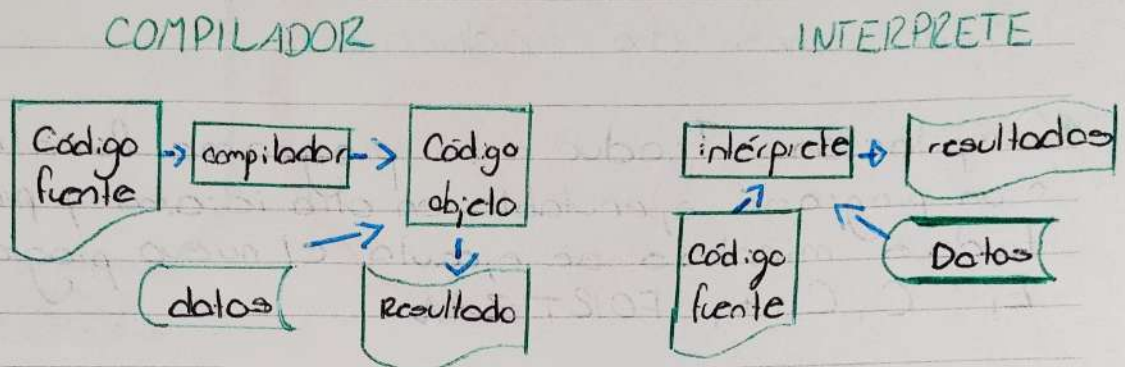 COMPILADOR
INTERPRETE
Código
fuente
compilador
Código
objeto
datos
Resultado
intérprete
resultados
Código
fuente
Datos